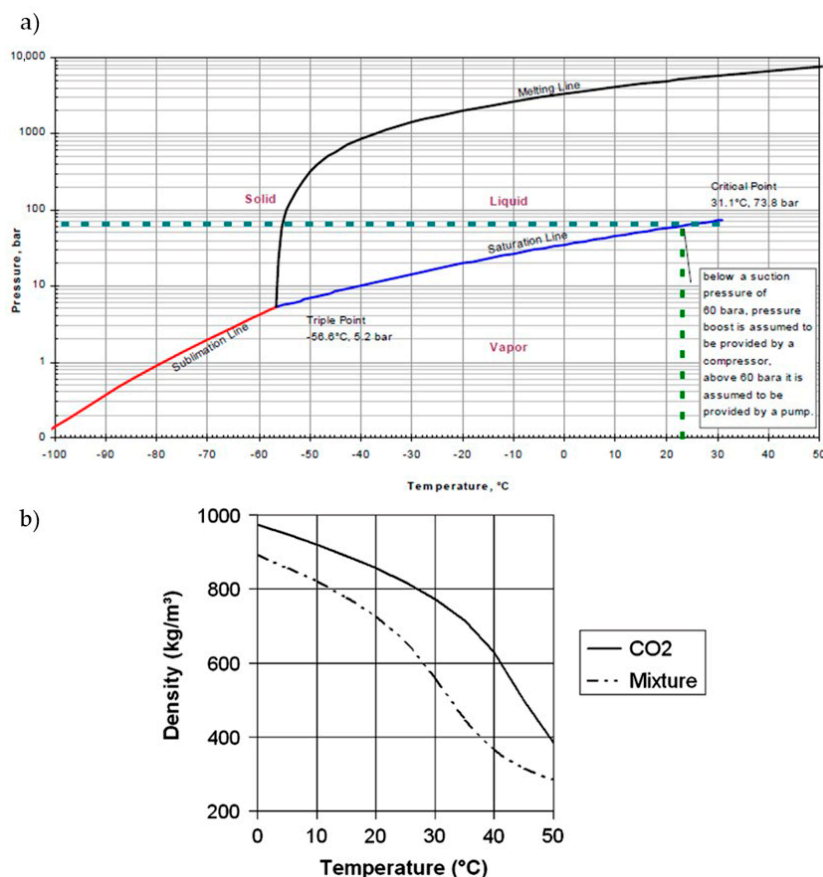 a)
10,000
1000
100
10
1
0
Pressure, bar
Melting Line
Solid
Liquid
Critical Point
31.1°C, 73.8 bar
Saturation Line
Triple Point
-56.6°C, 5.2 bar
Sublimation Line
Vapor
below a suction
pressure of
60 bara, pressure
boost is assumed to
be provided by a
compressor,
above 60 bara it is
assumed to be
provided by a pump.
-100 -90 -80 -70 -60 -50 -40 -30 -20 -10 0 10 20 30 40 50
Temperature, °C
b)
1000
800
600
400
200
Density (kg/m³)
CO2
Mixture
0 10 20 30 40 50
Temperature (°C)